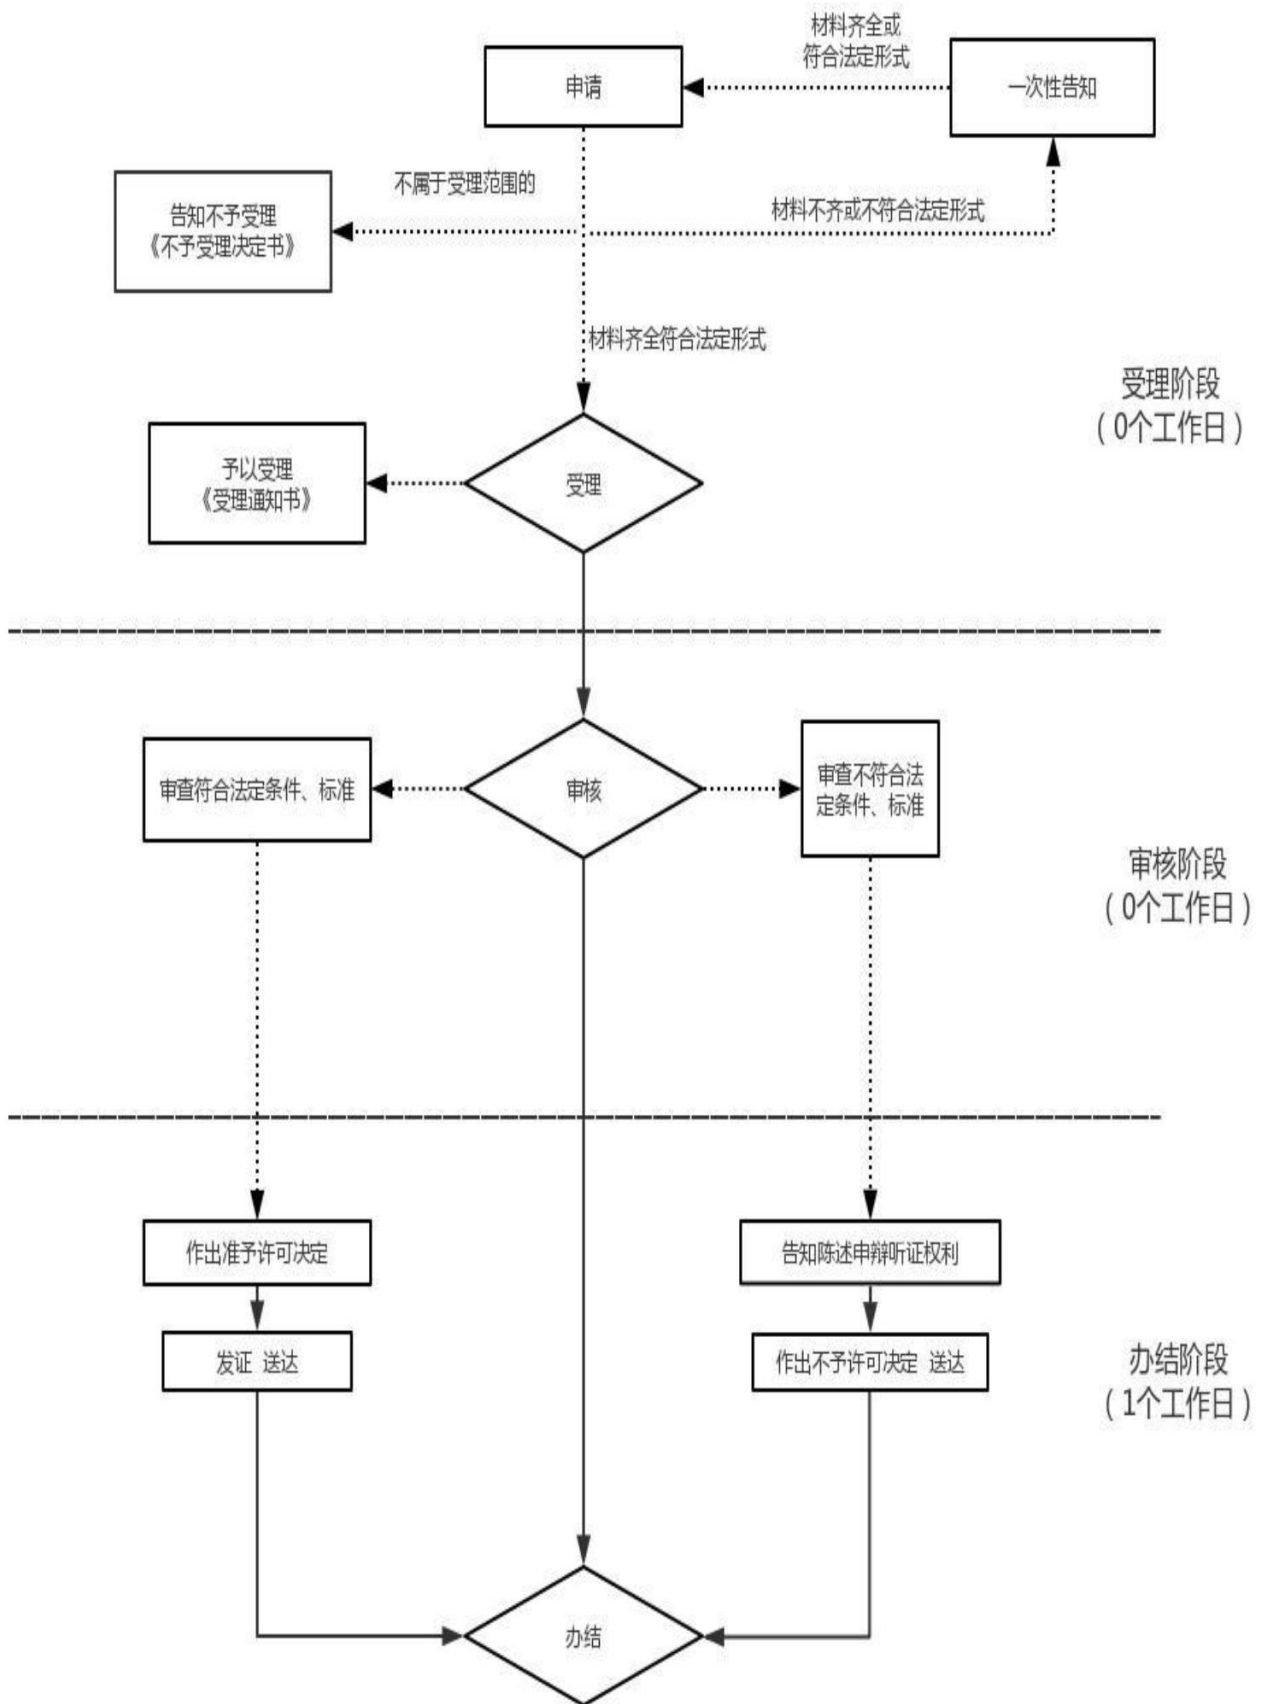 材料齐全或
符合法定形式
申请
一次性告知
不属于受理范围的
告知不予受理
《不予受理决定书》
材料不齐或不符合法定形式
材料齐全符合法定形式
受理阶段
（0个工作日）
予以受理
《受理通知书》
受理
审查符合法定条件、标准
审核
审查不符合法
定条件、标准
审核阶段
（0个工作日）
作出准予许可决定
告知陈述申辩听证权利
发证 送达
作出不予许可决定 送达
办结阶段
（1个工作日）
办结